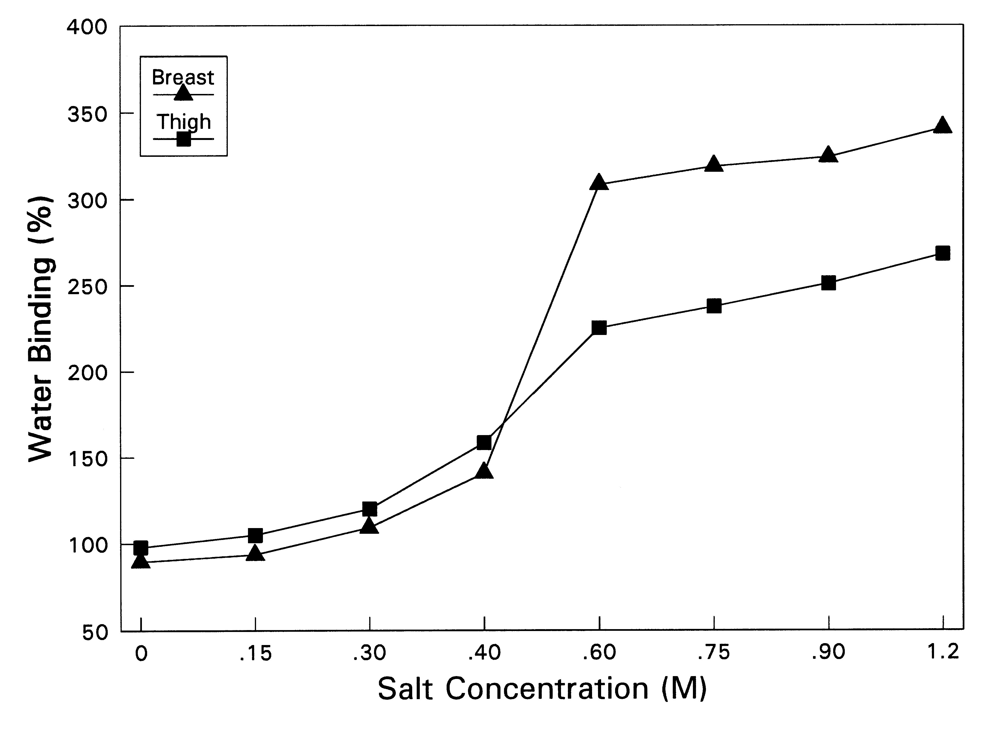 400
350
300
250
200
150
100
50
Water Binding (%)
Breast
Thigh
0 .15 .30 .40 .60 .75 .90 1.2
Salt Concentration (M)